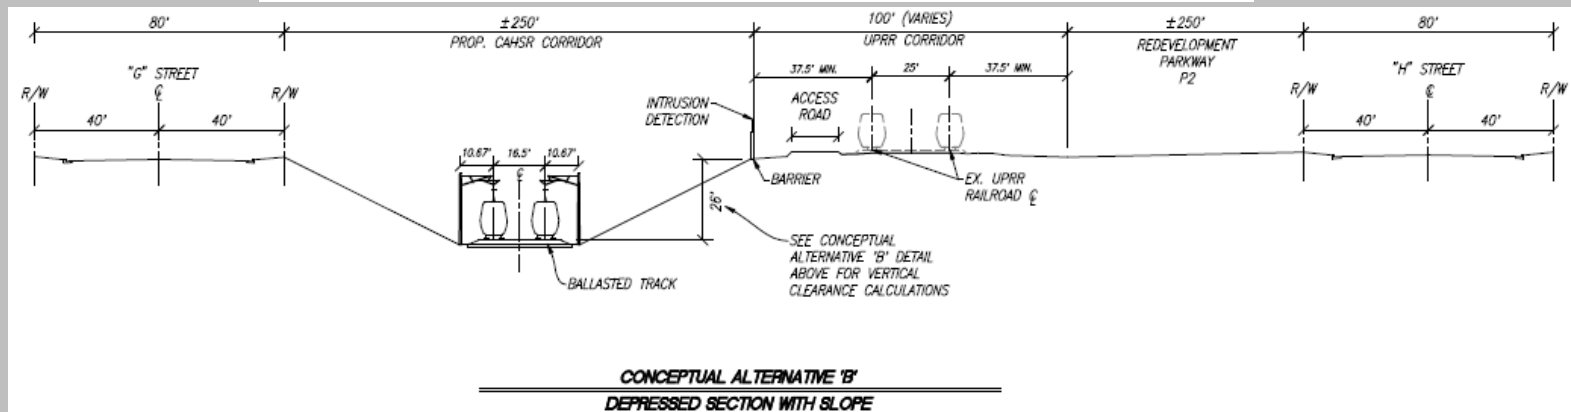 80'
±250'
100' (VARIES)
±250'
80'
PROP. CAHSR CORRIDOR
UPRR CORRIDOR
REDEVELOPMENT
PARKWAY
P2
"G" STREET
℄
R/W
R/W
40'
40'
37.5' MIN.
25'
37.5' MIN.
INTRUSION
DETECTION
ACCESS
ROAD
"H" STREET
℄
R/W
R/W
40'
40'
10.67'
16.5'
10.67'
℄
BARRIER
EX. UPRR
RAILROAD ℄
26'
SEE CONCEPTUAL
ALTERNATIVE 'B' DETAIL
ABOVE FOR VERTICAL
CLEARANCE CALCULATIONS
BALLASTED TRACK
CONCEPTUAL ALTERNATIVE 'B'
DEPRESSED SECTION WITH SLOPE